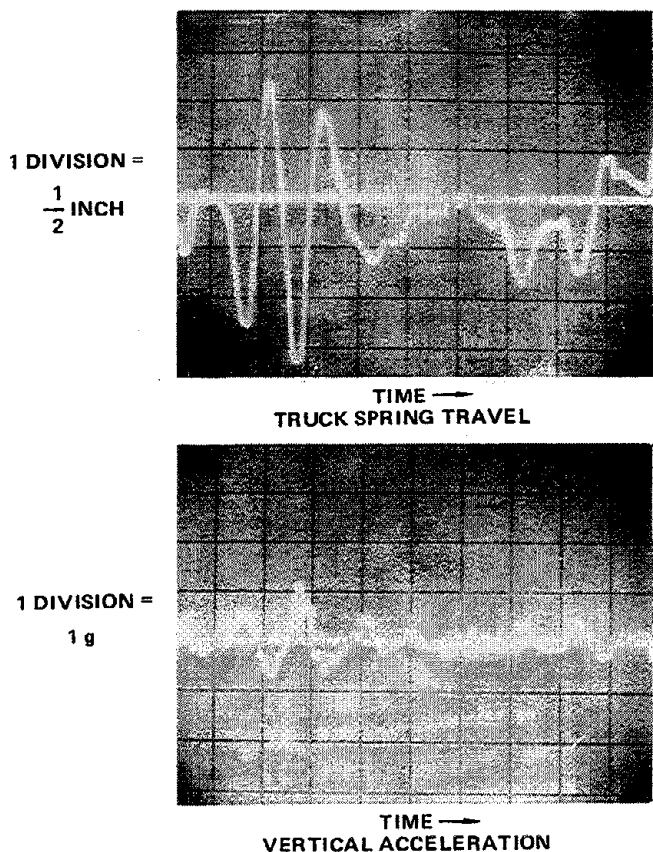 1 DIVISION =
1
2
INCH
TIME →
TRUCK SPRING TRAVEL
1 DIVISION =
1 g
TIME →
VERTICAL ACCELERATION